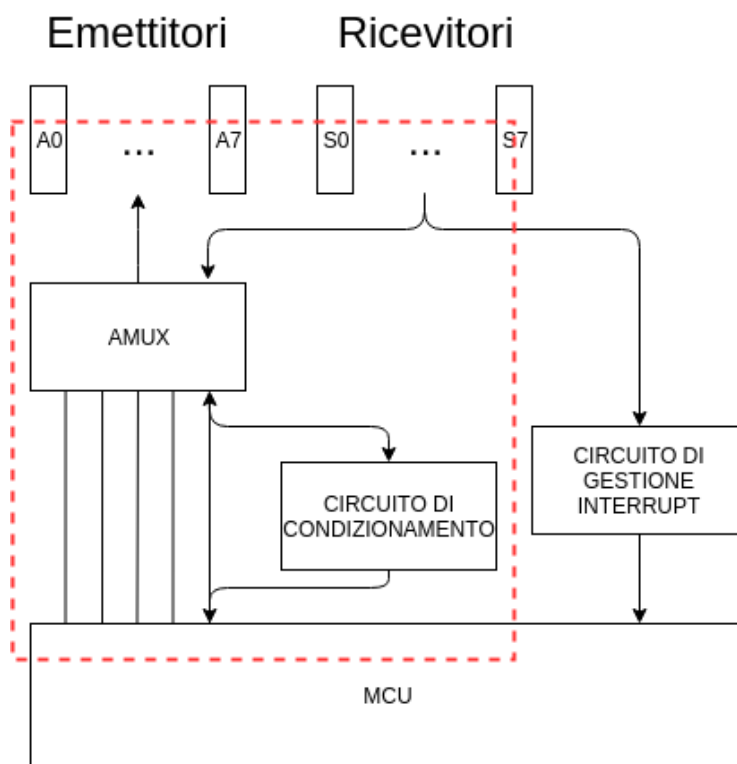 Emettitori
Ricevitori
A0
...
A7
S0
...
S7
AMUX
CIRCUITO DI
CONDIZIONAMENTO
CIRCUITO DI
GESTIONE
INTERRUPT
MCU